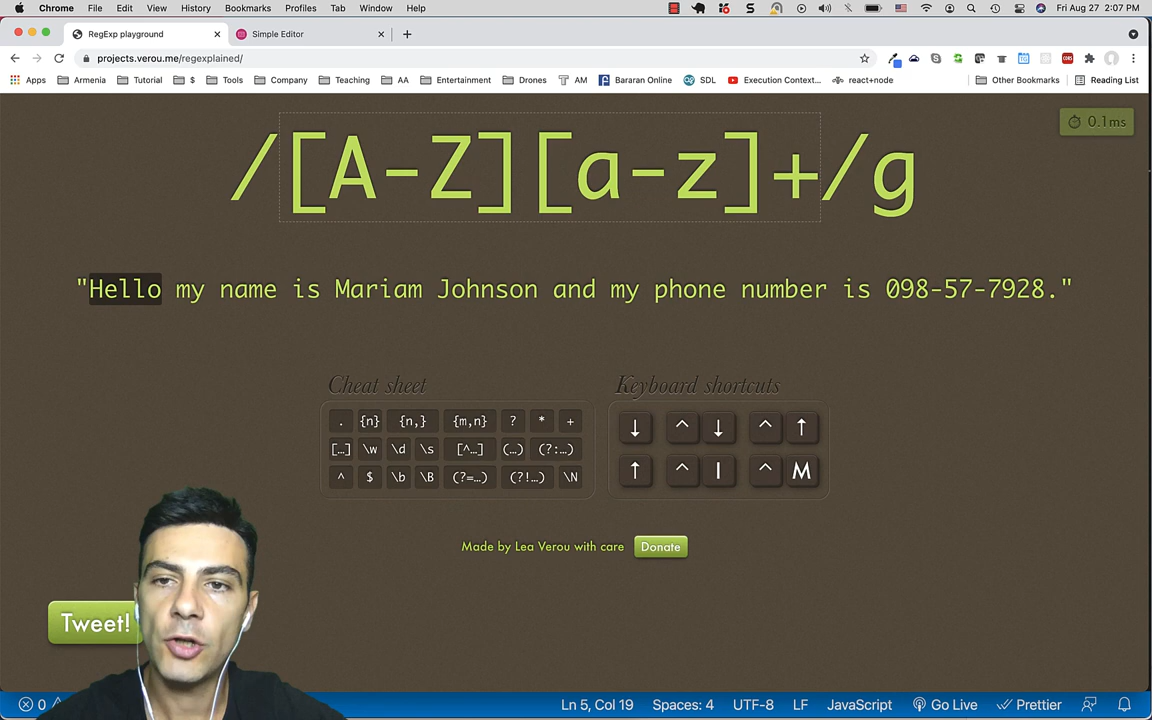 Chrome File Edit View History Bookmarks Profiles Tab Window Help Fri Aug 27 2:07 PM
RegExp playground Simple Editor
projects.verou.me/regexplained/
Apps Armenia Tutorial $ Tools Company Teaching AA Entertainment Drones AM Bararan Online SDL Execution Context... react+node Other Bookmarks Reading List
0.1ms
/[A-Z][a-z]+/g
"Hello my name is Mariam Johnson and my phone number is 098-57-7928."
Cheat sheet
Keyboard shortcuts
. {n} {n,} {m,n} ? * +
[…] \w \d \s [^…] (…) (?:…)
^ $ \b \B (?=…) (?!…) \N
↓ ^ ↓ ^ ↑
↑ ^ I ^ M
Made by Lea Verou with care Donate
Tweet!
0 Ln 5, Col 19 Spaces: 4 UTF-8 LF JavaScript Go Live Prettier